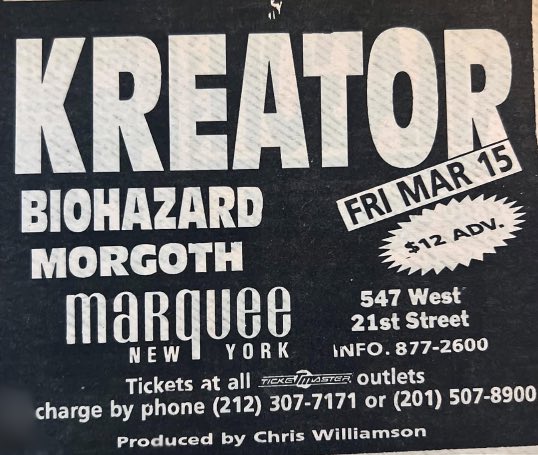 KREATOR
FRI MAR 15
BIOHAZARD
$12 ADV.
MORGOTH
marquee
NEW YORK
547 West
21st Street
INFO. 877-2600
Tickets at all TICKETMASTER outlets
charge by phone (212) 307-7171 or (201) 507-8900
Produced by Chris Williamson